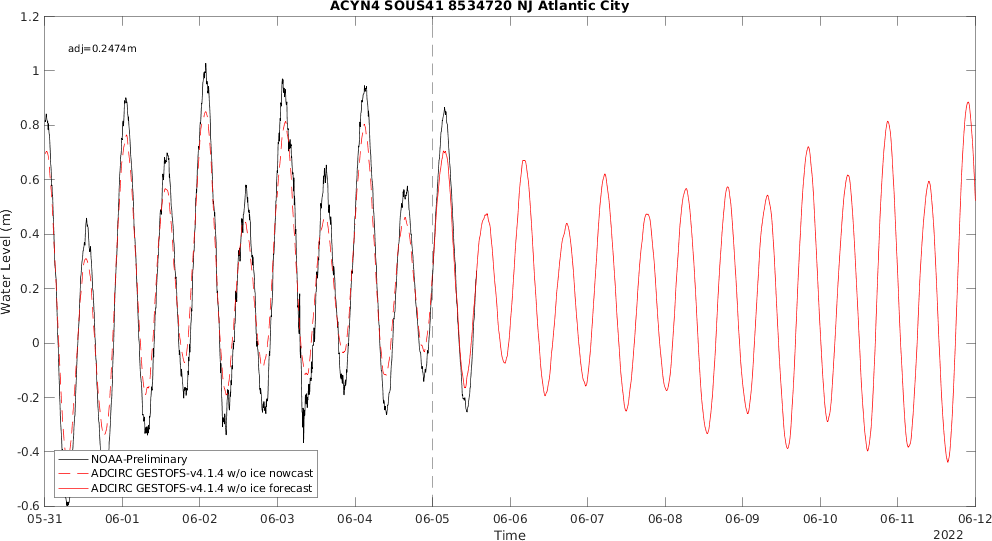 ACYN4 SOUS41 8534720 NJ Atlantic City
adj=0.2474m
Water Level (m)
1.2
1
0.8
0.6
0.4
0.2
0
-0.2
-0.4
-0.6
NOAA-Preliminary
ADCIRC GESTOFS-v4.1.4 w/o ice nowcast
ADCIRC GESTOFS-v4.1.4 w/o ice forecast
05-31 06-01 06-02 06-03 06-04 06-05 06-06 06-07 06-08 06-09 06-10 06-11 06-12
Time
2022